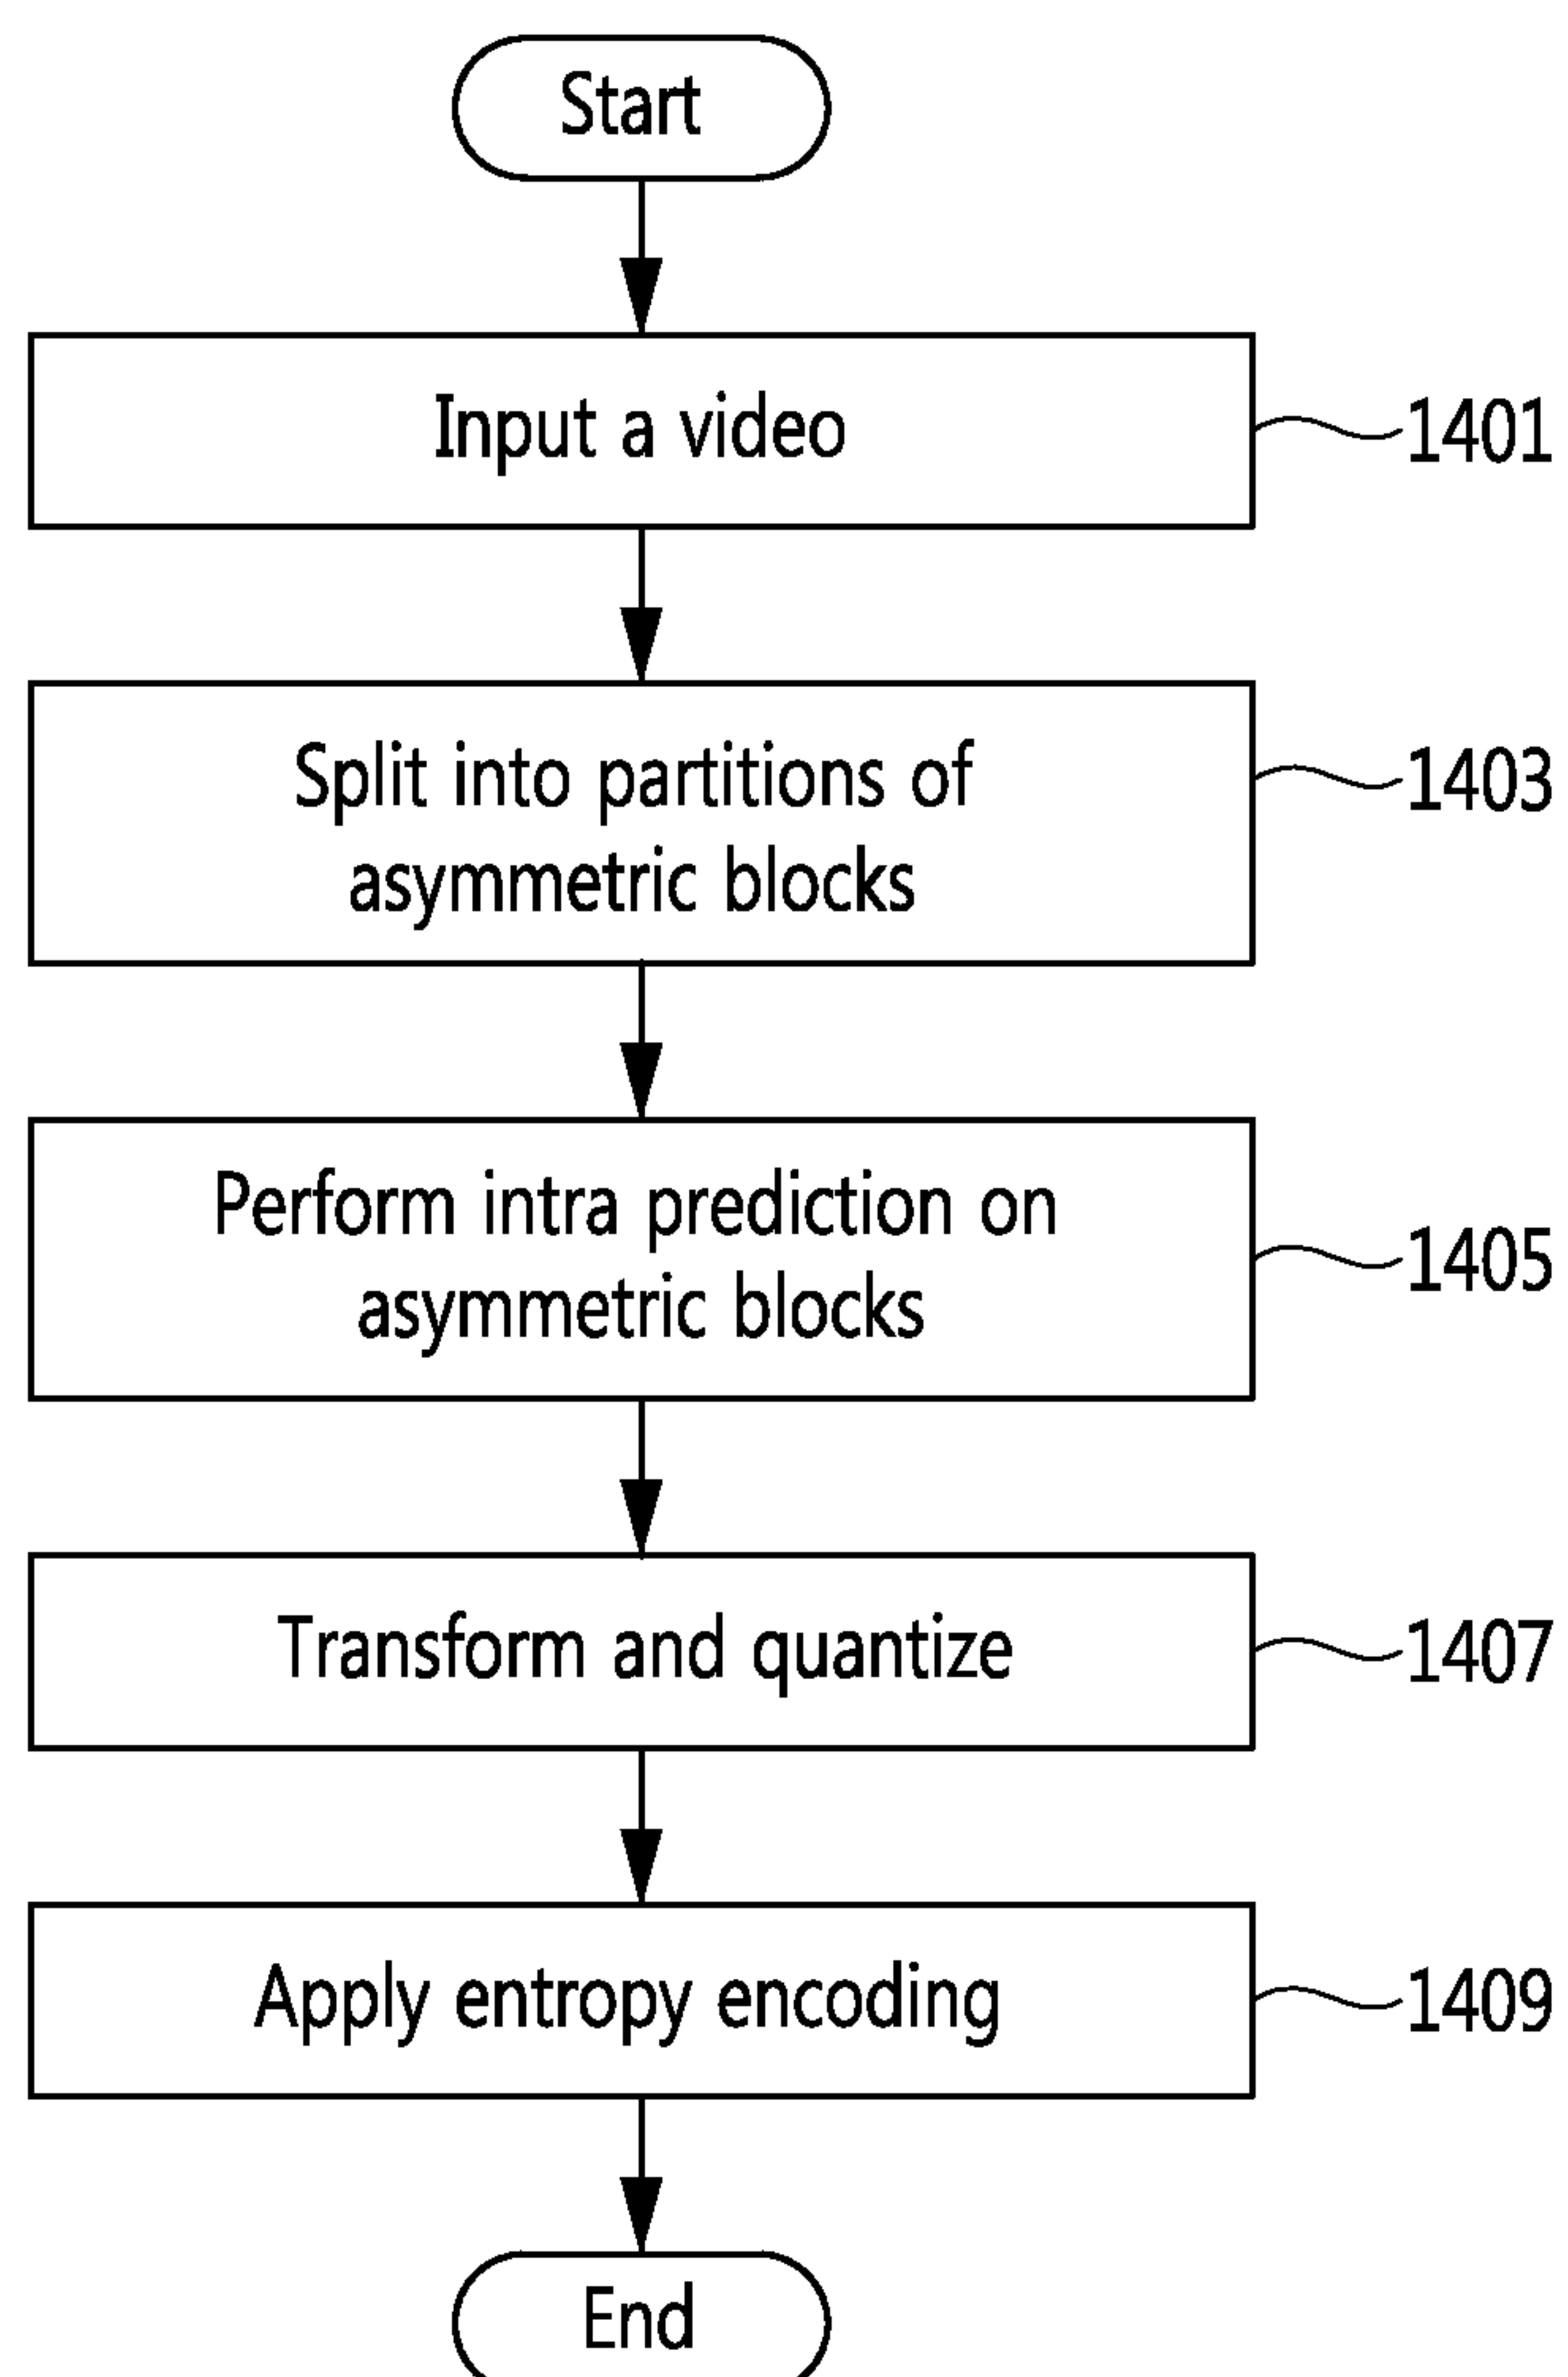 Start
Input a video
1401
Split into partitions of
asymmetric blocks
1403
Perform intra prediction on
asymmetric blocks
1405
Transform and quantize
1407
Apply entropy encoding
1409
End